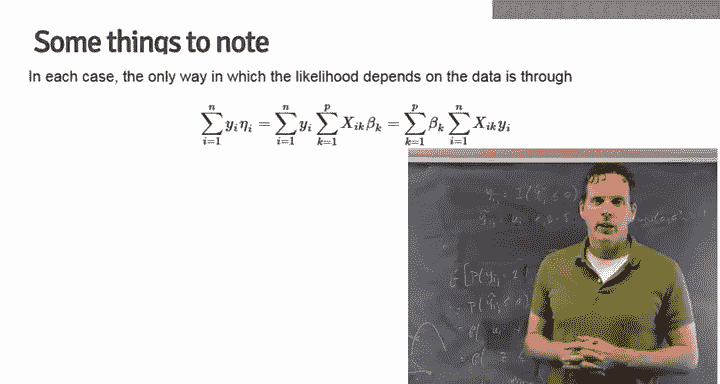 Some things to note
In each case, the only way in which the likelihood depends on the data is through
$\sum_{i=1}^{n} y_i \eta_i = \sum_{i=1}^{n} y_i \sum_{k=1}^{p} X_{ik} \beta_k = \sum_{k=1}^{p} \beta_k \sum_{i=1}^{n} X_{ik} y_i$